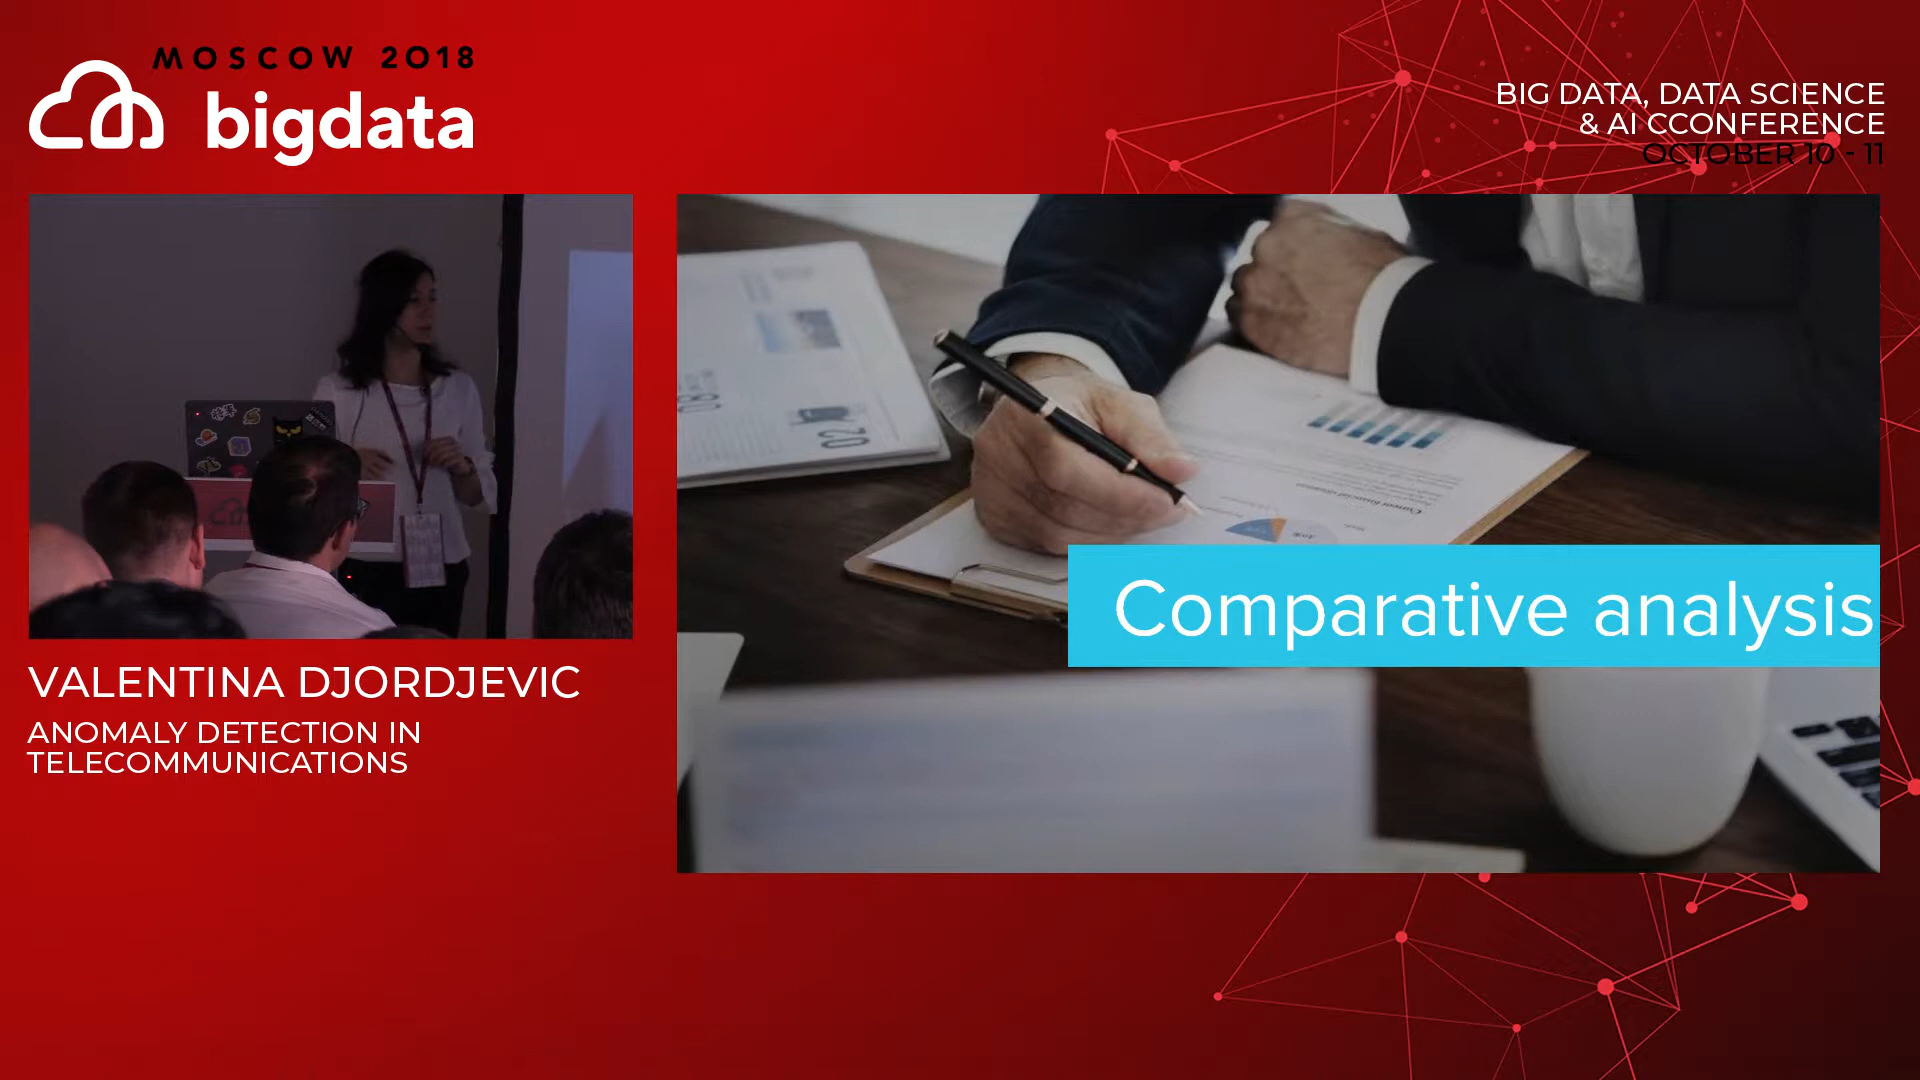 MOSCOW 2018
bigdata
BIG DATA, DATA SCIENCE
& AI CCONFERENCE
OCTOBER 10 - 11
02
Comparative analysis
VALENTINA DJORDJEVIC
ANOMALY DETECTION IN
TELECOMMUNICATIONS